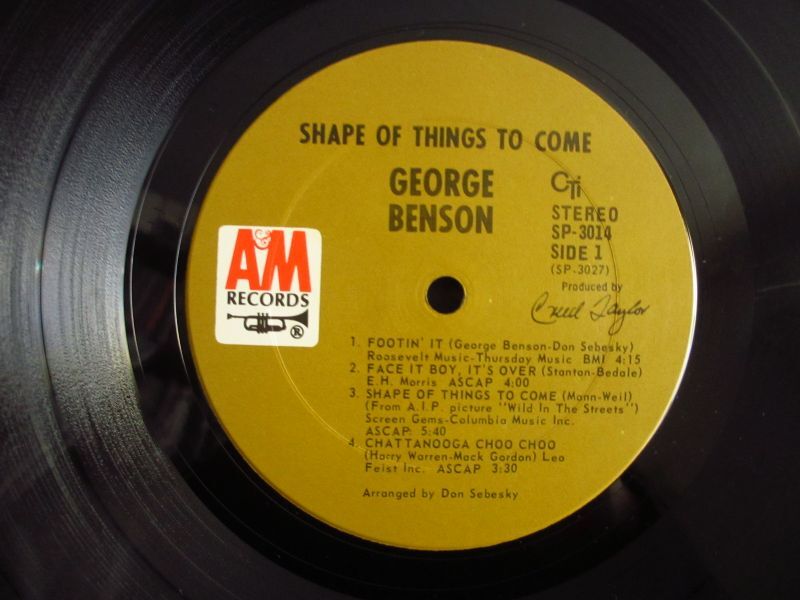 SHAPE OF THINGS TO COME
GEORGE
BENSON
CTi
STEREO
SP-3014
SIDE 1
(SP-3027)
Produced by
Creed Taylor
A&M
RECORDS
®
1. FOOTIN' IT (George Benson-Don Sebesky)
Roosevelt Music-Thursday Music BMI 4:15
2. FACE IT BOY, IT'S OVER (Stanton-Bedale)
E.H. Morris ASCAP 4:00
3. SHAPE OF THINGS TO COME (Mann-Weil)
(From A.I.P. picture "Wild In The Streets")
Screen Gems-Columbia Music Inc.
ASCAP: 5:40
4. CHATTANOOGA CHOO CHOO
(Harry Warren-Mack Gordon) Leo
Feist Inc. ASCAP 3:30
Arranged by Don Sebesky